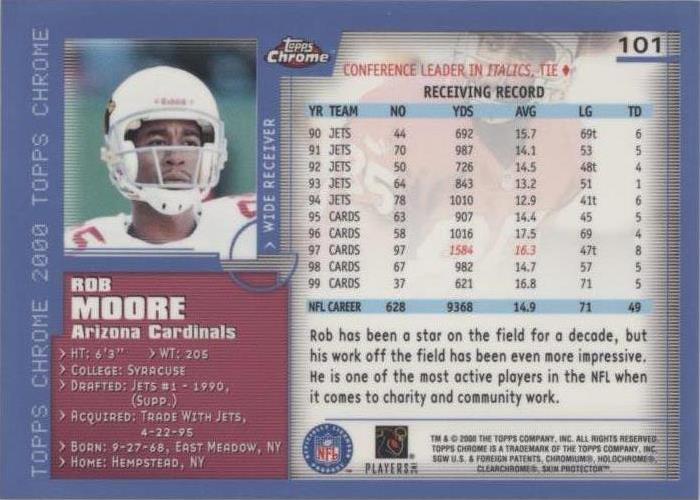 TOPPS CHROME 2000 TOPPS CHROME
TOPPS
Chrome
101
CONFERENCE LEADER IN ITALICS, TIE ♦
RECEIVING RECORD
YR TEAM NO YDS AVG LG TD
90 JETS 44 692 15.7 69t 6
91 JETS 70 987 14.1 53 5
92 JETS 50 726 14.5 48t 4
93 JETS 64 843 13.2 51 1
94 JETS 78 1010 12.9 41t 6
95 CARDS 63 907 14.4 45 5
96 CARDS 58 1016 17.5 69 4
97 CARDS 97 1584 16.3 47t 8
98 CARDS 67 982 14.7 57 5
99 CARDS 37 621 16.8 71 5
NFL CAREER 628 9368 14.9 71 49
> WIDE RECEIVER
ROB
MOORE
Arizona Cardinals
> HT: 6'3" > WT: 205
> COLLEGE: SYRACUSE
> DRAFTED: JETS #1 - 1990,
(SUPP.)
> ACQUIRED: TRADE WITH JETS,
4-22-95
> BORN: 9-27-68, EAST MEADOW, NY
> HOME: HEMPSTEAD, NY
Rob has been a star on the field for a decade, but
his work off the field has been even more impressive.
He is one of the most active players in the NFL when
it comes to charity and community work.
NFL
PLAYERS INC
TM & © 2000 THE TOPPS COMPANY, INC. ALL RIGHTS RESERVED.
TOPPS CHROME IS A TRADEMARK OF THE TOPPS COMPANY, INC.
SGW U.S. & FOREIGN PATENTS, CHROMIUM®, HOLOCHROME®,
CLEARCHROME®, SKIN PROTECTOR™.